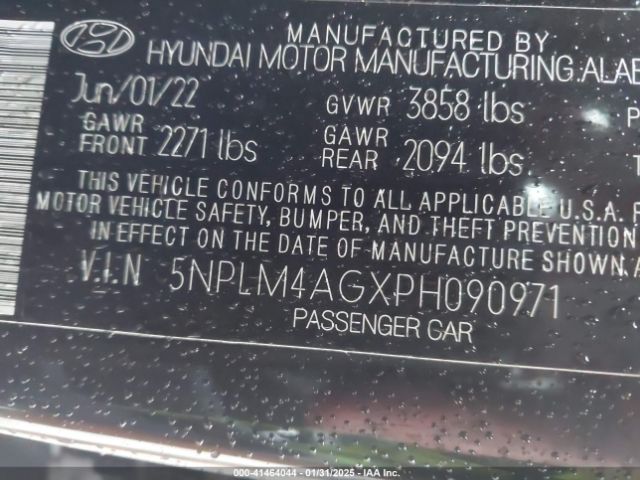 MANUFACTURED BY
HYUNDAI MOTOR MANUFACTURING ALAB
Jun/01/22 GVWR 3858 lbs
GAWR FRONT 2271 lbs GAWR REAR 2094 lbs
THIS VEHICLE CONFORMS TO ALL APPLICABLE U.S.A. F
MOTOR VEHICLE SAFETY, BUMPER, AND THEFT PREVENTION
IN EFFECT ON THE DATE OF MANUFACTURE SHOWN A
V.I.N 5NPLM4AGXPH090971
PASSENGER CAR
000-41464044 — 01/31/2025 — IAA Inc.